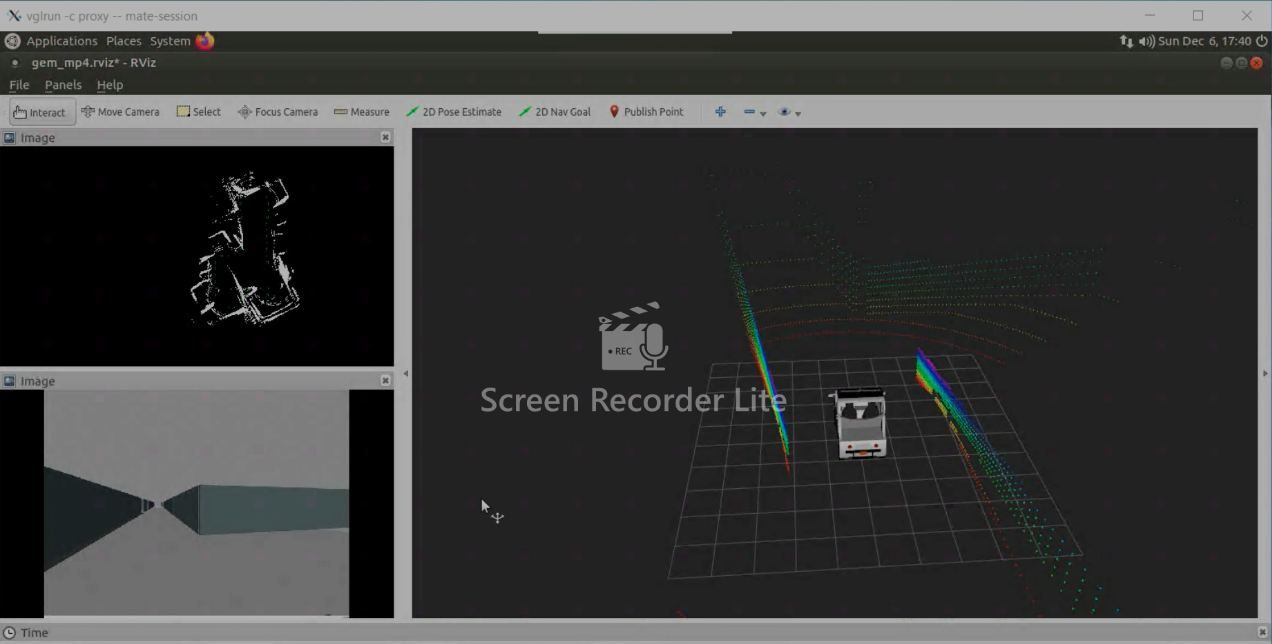 vglrun -c proxy -- mate-session
Applications Places System
Sun Dec 6, 17:40
gem_mp4.rviz* - RViz
File Panels Help
Interact Move Camera Select Focus Camera Measure 2D Pose Estimate 2D Nav Goal Publish Point
Image
REC
Screen Recorder Lite
Image
Time